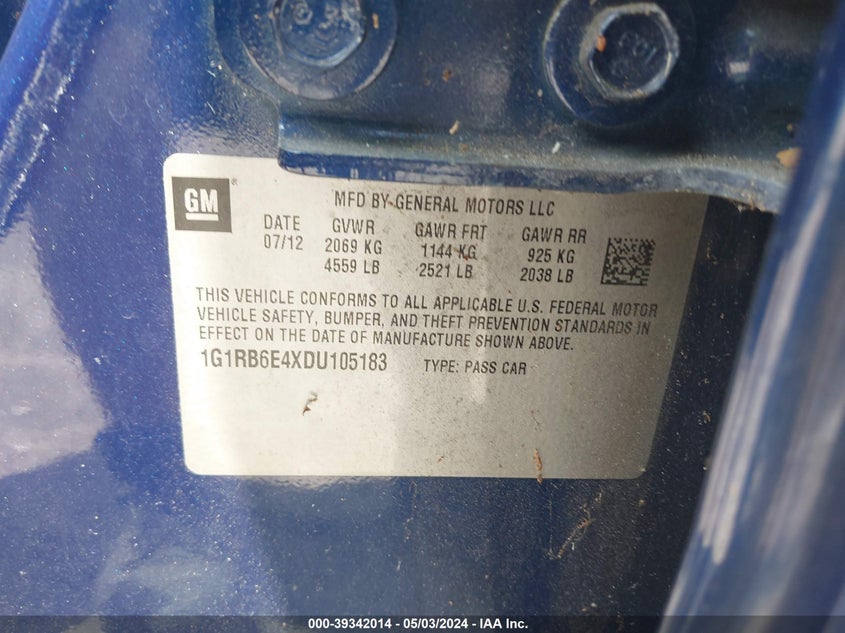 GM
MFD BY GENERAL MOTORS LLC
DATE GVWR GAWR FRT GAWR RR
07/12 2069 KG 1144 KG 925 KG
4559 LB 2521 LB 2038 LB
THIS VEHICLE CONFORMS TO ALL APPLICABLE U.S. FEDERAL MOTOR
VEHICLE SAFETY, BUMPER, AND THEFT PREVENTION STANDARDS IN
EFFECT ON THE DATE OF MANUFACTURE SHOWN ABOVE.
1G1RB6E4XDU105183 TYPE: PASS CAR
000-39342014 - 05/03/2024 - IAA Inc.